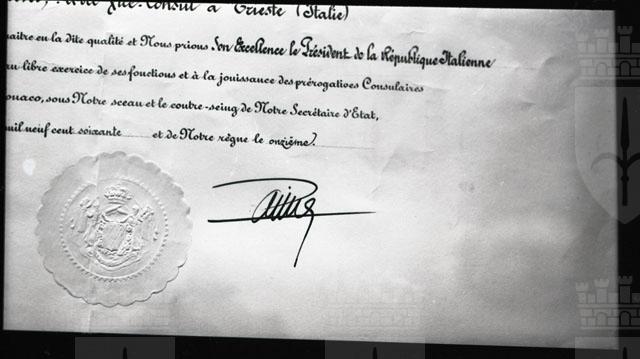 Vice-Consul à Trieste (Italie)
naitre en la dite qualité et Nous prions Son Excellence le Président de la République Italienne
au libre exercice de ses fonctions et à la jouissance des prérogatives Consulaires
onaco, sous Notre sceau et le contre-seing de Notre Secrétaire d'Etat,
mil neuf cent soixante et de Notre règne le onzième.